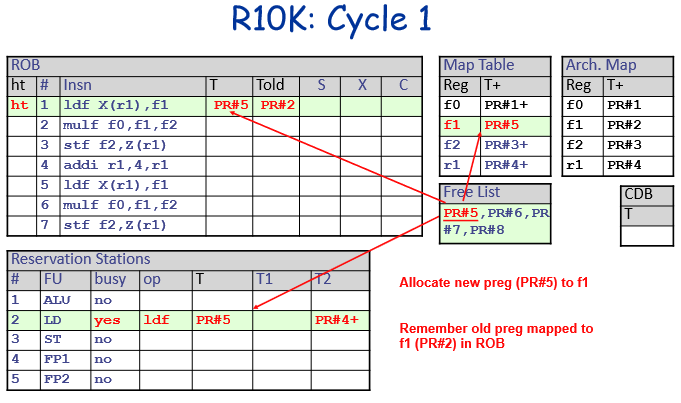 R10K: Cycle 1
ROB
ht # Insn T Told S X C
ht 1 ldf X(r1),f1 PR#5 PR#2
2 mulf f0,f1,f2
3 stf f2,Z(r1)
4 addi r1,4,r1
5 ldf X(r1),f1
6 mulf f0,f1,f2
7 stf f2,Z(r1)
Map Table
Reg T+
f0 PR#1+
f1 PR#5
f2 PR#3+
r1 PR#4+
Arch. Map
Reg T+
f0 PR#1
f1 PR#2
f2 PR#3
r1 PR#4
Free List
PR#5,PR#6,PR
#7,PR#8
CDB
T
Reservation Stations
# FU busy op T T1 T2
1 ALU no
2 LD yes ldf PR#5 PR#4+
3 ST no
4 FP1 no
5 FP2 no
Allocate new preg (PR#5) to f1
Remember old preg mapped to
f1 (PR#2) in ROB